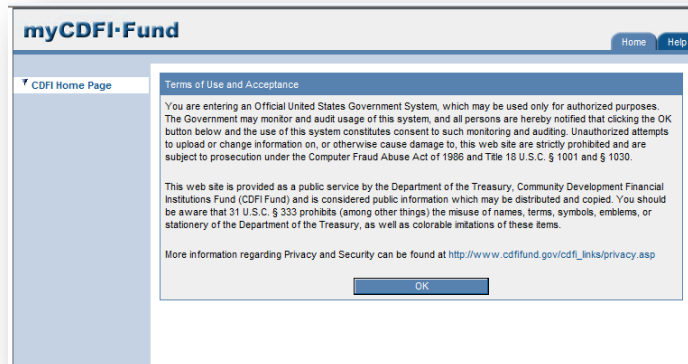 myCDFI·Fund
Home Help
CDFI Home Page
Terms of Use and Acceptance
You are entering an Official United States Government System, which may be used only for authorized purposes.
The Government may monitor and audit usage of this system, and all persons are hereby notified that clicking the OK
button below and the use of this system constitutes consent to such monitoring and auditing. Unauthorized attempts
to upload or change information on, or otherwise cause damage to, this web site are strictly prohibited and are
subject to prosecution under the Computer Fraud Abuse Act of 1986 and Title 18 U.S.C. § 1001 and § 1030.
This web site is provided as a public service by the Department of the Treasury, Community Development Financial
Institutions Fund (CDFI Fund) and is considered public information which may be distributed and copied. You should
be aware that 31 U.S.C. § 333 prohibits (among other things) the misuse of names, terms, symbols, emblems, or
stationery of the Department of the Treasury, as well as colorable imitations of these items.
More information regarding Privacy and Security can be found at http://www.cdfifund.gov/cdfi_links/privacy.asp
OK